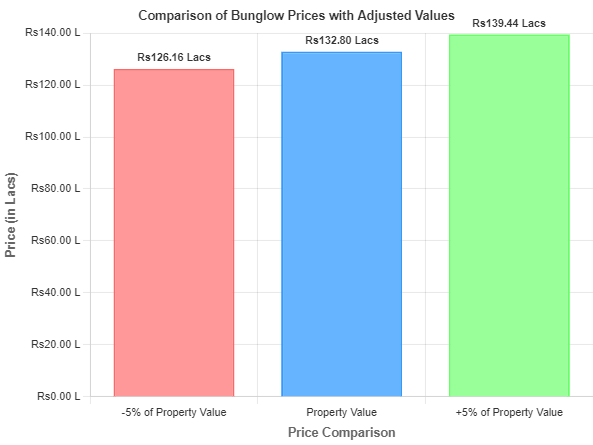 Comparison of Bunglow Prices with Adjusted Values
Rs139.44 Lacs
Rs132.80 Lacs
Rs126.16 Lacs
Rs140.00 L
Rs120.00 L
Rs100.00 L
Rs80.00 L
Rs60.00 L
Rs40.00 L
Rs20.00 L
Rs0.00 L
Price (in Lacs)
-5% of Property Value
Property Value
+5% of Property Value
Price Comparison